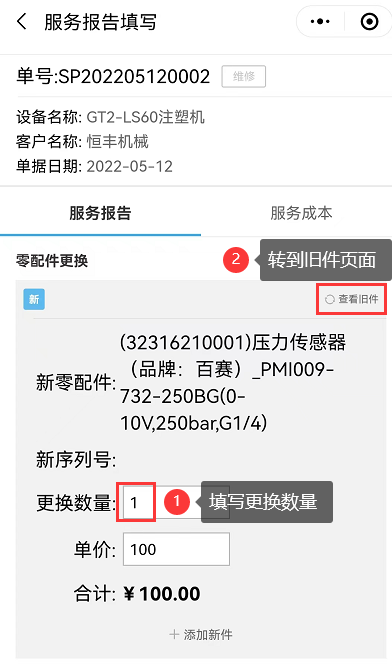 服务报告填写
单号:SP202205120002 维修
设备名称: GT2-LS60注塑机
客户名称: 恒丰机械
单据日期: 2022-05-12
服务报告 服务成本
零配件更换 2 转到旧件页面
新 查看旧件
新零配件: (32316210001)压力传感器
（品牌：百赛）_PMI009-
732-250BG(0-
10V,250bar,G1/4)
新序列号:
更换数量: 1 1 填写更换数量
单价: 100
合计: ¥100.00
+ 添加新件